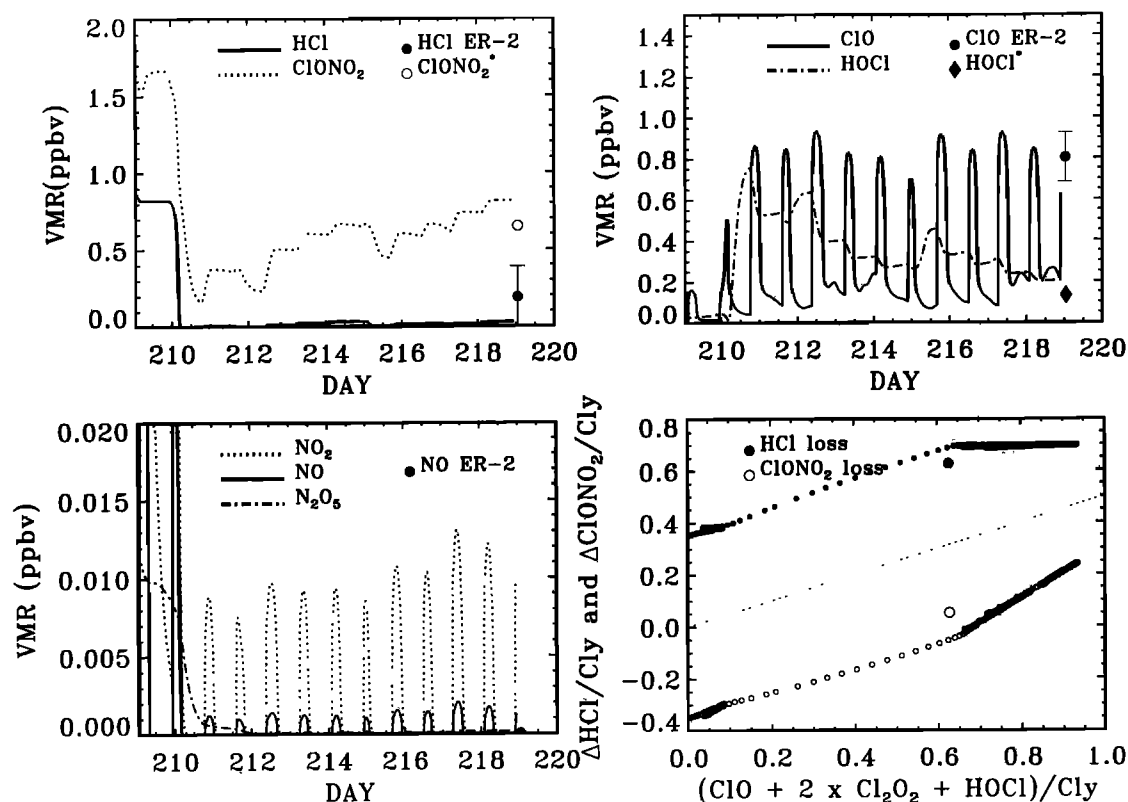 2.0
1.5
1.0
0.5
0.0
VMR(ppbv)
HCl
ClONO₂
HCl ER-2
ClONO₂*
210 212 214 216 218 220
DAY
1.4
1.2
1.0
0.8
0.6
0.4
0.2
0.0
VMR (ppbv)
ClO
HOCl
ClO ER-2
HOCl*
210 212 214 216 218 220
DAY
0.020
0.015
0.010
0.005
0.000
VMR (ppbv)
NO₂
NO
N₂O₅
NO ER-2
210 212 214 216 218 220
DAY
0.8
0.6
0.4
0.2
0.0
-0.2
-0.4
ΔHCl/Cly and ΔClONO₂/Cly
HCl loss
ClONO₂ loss
0.0 0.2 0.4 0.6 0.8 1.0
(ClO + 2 x Cl₂O₂ + HOCl)/Cly